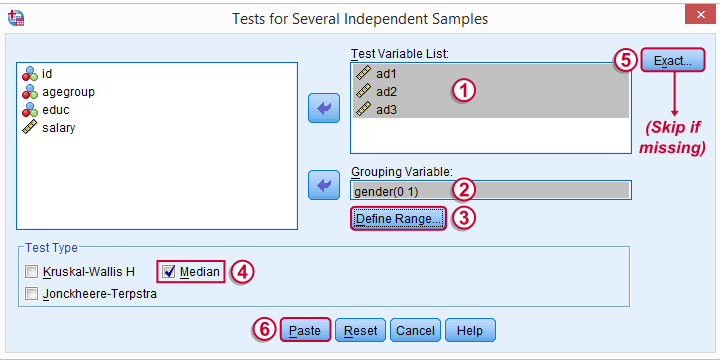 Tests for Several Independent Samples
id
agegroup
educ
salary
Test Variable List:
ad1
ad2
ad3
1
5
Exact...
(Skip if
missing)
Grouping Variable:
gender(0 1)
2
Define Range...
3
Test Type
Kruskal-Wallis H
Median
4
Jonckheere-Terpstra
6
Paste
Reset
Cancel
Help